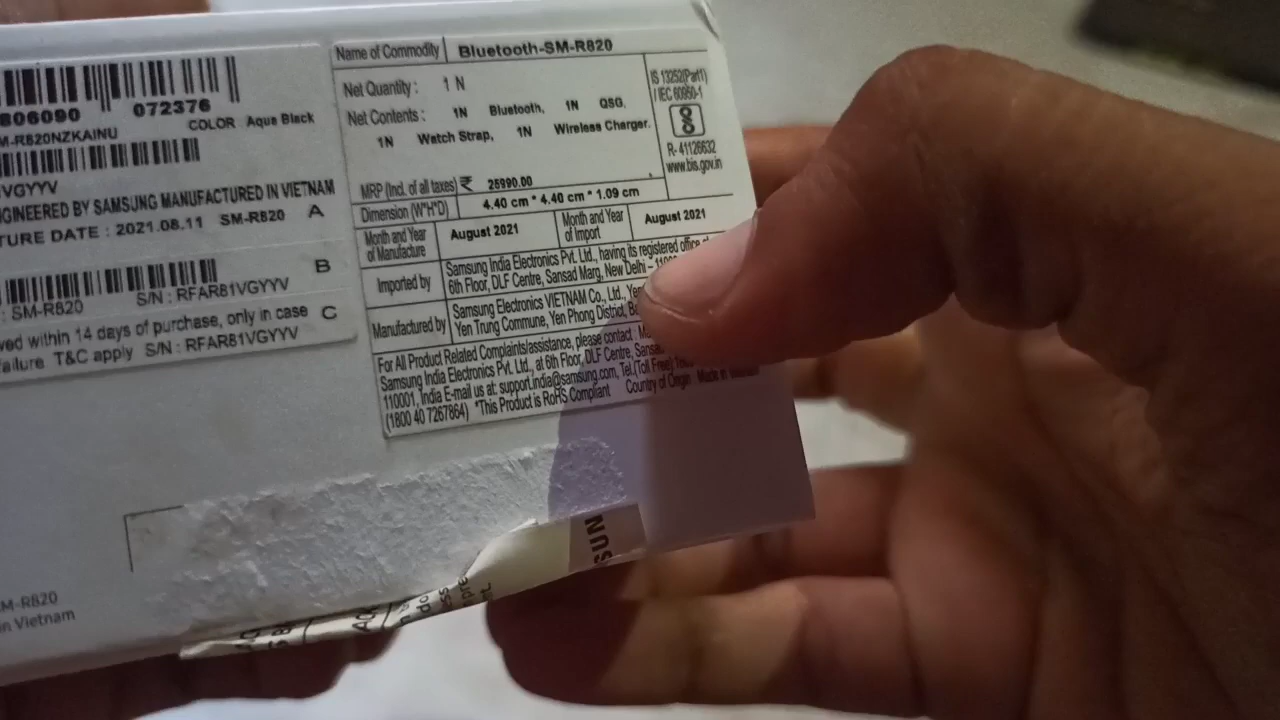 806090 072376
M-R820NZKAINU COLOR Aqua Black
VGYYV
GINEERED BY SAMSUNG MANUFACTURED IN VIETNAM
TURE DATE : 2021.08.11 SM-R820 A
B
: SM-R820 S/N : RFAR81VGYYV
ved within 14 days of purchase, only in case C
ailure T&C apply S/N : RFAR81VGYYV
Name of Commodity Bluetooth-SM-R820
Net Quantity : 1 N
Net Contents : 1N Bluetooth, 1N QSG,
1N Watch Strap, 1N Wireless Charger.
IS 13252(Part1)
/ IEC 60950-1
R- 41126632
www.bis.gov.in
MRP (Incl. of all taxes) ₹ 25990.00
Dimension (W*H*D) 4.40 cm * 4.40 cm * 1.09 cm
Month and Year of Manufacture August 2021 Month and Year of Import August 2021
Imported by Samsung India Electronics Pvt. Ltd., having its registered office
6th Floor, DLF Centre, Sansad Marg, New Delhi –
Manufactured by Samsung Electronics VIETNAM Co., Ltd.,
Yen Trung Commune, Yen Phong District,
For All Product Related Complaints/assistance, please contact :
Samsung India Electronics Pvt. Ltd., at 6th Floor, DLF Centre,
110001, India E-mail us at: support.india@samsung.com, Tel.(Toll Free)
(1800 40 7267864) *This Product is RoHS Compliant Country of Origin Made in Vietnam
SUN
M-R820
in Vietnam